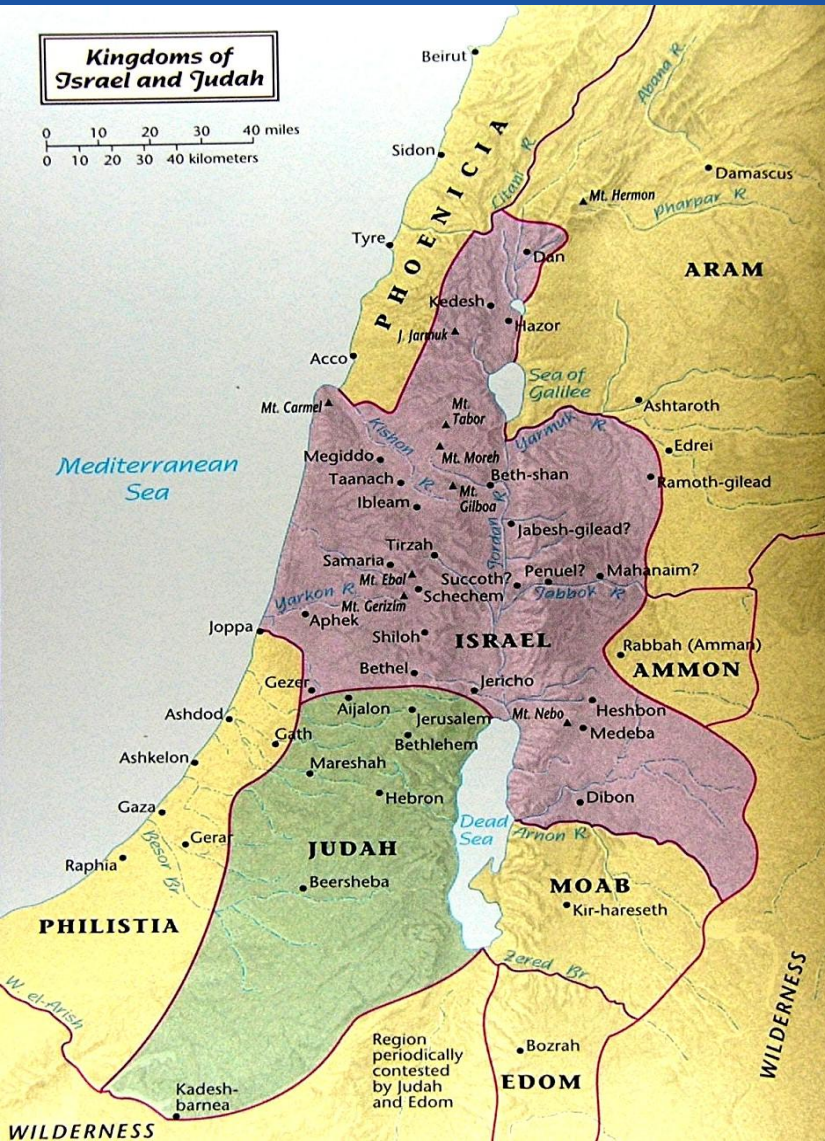 Kingdoms of
Israel and Judah
0 10 20 30 40 miles
0 10 20 30 40 kilometers
Beirut
Abana R.
Sidon
PHOENICIA
Litani R.
Damascus
Mt. Hermon
Pharpar R.
Tyre
Dan
ARAM
Kedesh
Hazor
J. Jarmuk
Acco
Sea of
Galilee
Mt. Carmel
Mt.
Tabor
Ashtaroth
Kishon
R.
Yarmuk R.
Edrei
Megiddo
Mt. Moreh
Mediterranean
Sea
Taanach
Beth-shan
Ramoth-gilead
Mt.
Gilboa
Ibleam
Jordan R.
Jabesh-gilead?
Tirzah
Samaria
Penuel?
Mahanaim?
Mt. Ebal
Succoth?
Yarkon R.
Schechem
Jabbok R.
Mt. Gerizim
Aphek
Joppa
Shiloh
ISRAEL
Rabbah (Amman)
AMMON
Bethel
Gezer
Jericho
Aijalon
Heshbon
Ashdod
Jerusalem
Mt. Nebo
Medeba
Gath
Bethlehem
Ashkelon
Mareshah
Hebron
Dibon
Gaza
Dead
Sea
Arnon R.
Gerar
Besor Br
JUDAH
Raphia
Beersheba
MOAB
Kir-hareseth
PHILISTIA
Zered Br
W. el-Arish
WILDERNESS
Region
periodically
contested
by Judah
and Edom
Bozrah
EDOM
Kadesh-
barnea
WILDERNESS